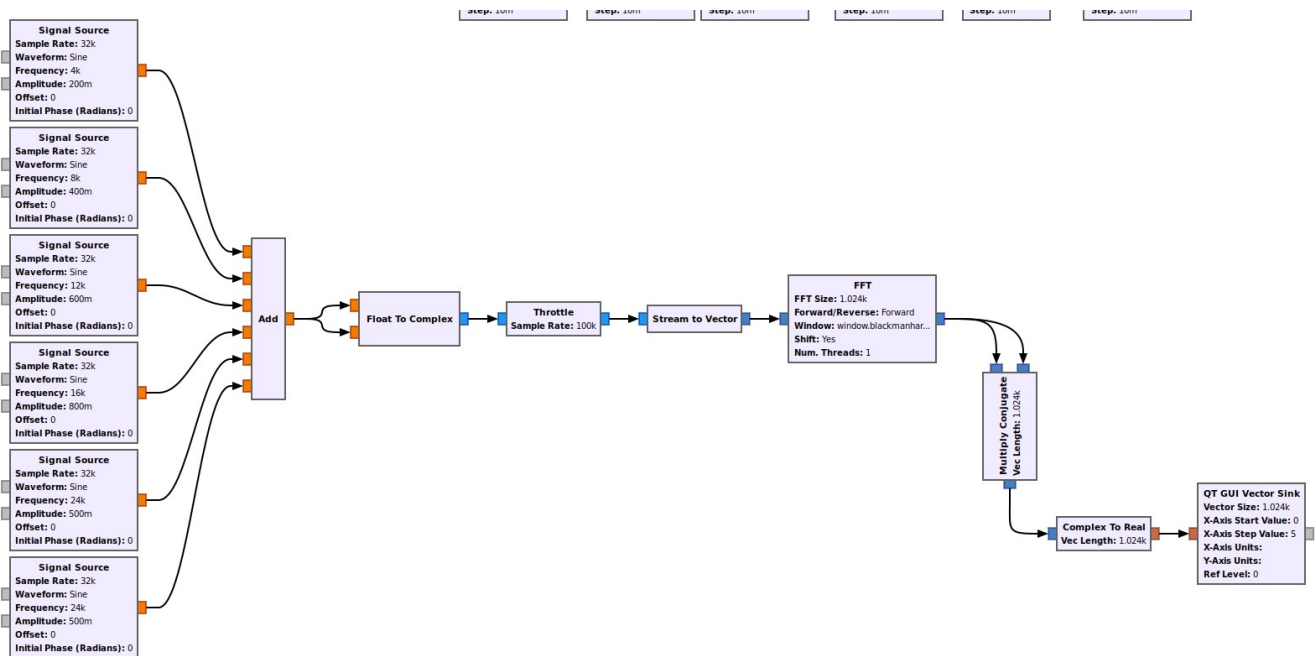 Step: 10m
Step: 10m
Step: 10m
Step: 10m
Step: 10m
Step: 10m
Signal Source
Sample Rate: 32k
Waveform: Sine
Frequency: 4k
Amplitude: 200m
Offset: 0
Initial Phase (Radians): 0
Signal Source
Sample Rate: 32k
Waveform: Sine
Frequency: 8k
Amplitude: 400m
Offset: 0
Initial Phase (Radians): 0
Signal Source
Sample Rate: 32k
Waveform: Sine
Frequency: 12k
Amplitude: 600m
Offset: 0
Initial Phase (Radians): 0
Signal Source
Sample Rate: 32k
Waveform: Sine
Frequency: 16k
Amplitude: 800m
Offset: 0
Initial Phase (Radians): 0
Signal Source
Sample Rate: 32k
Waveform: Sine
Frequency: 24k
Amplitude: 500m
Offset: 0
Initial Phase (Radians): 0
Signal Source
Sample Rate: 32k
Waveform: Sine
Frequency: 24k
Amplitude: 500m
Offset: 0
Initial Phase (Radians): 0
Add
Float To Complex
Throttle
Sample Rate: 100k
Stream to Vector
FFT
FFT Size: 1.024k
Forward/Reverse: Forward
Window: window.blackmanhar...
Shift: Yes
Num. Threads: 1
Multiply Conjugate
Vec Length: 1.024k
Complex To Real
Vec Length: 1.024k
QT GUI Vector Sink
Vector Size: 1.024k
X-Axis Start Value: 0
X-Axis Step Value: 5
X-Axis Units:
Y-Axis Units:
Ref Level: 0